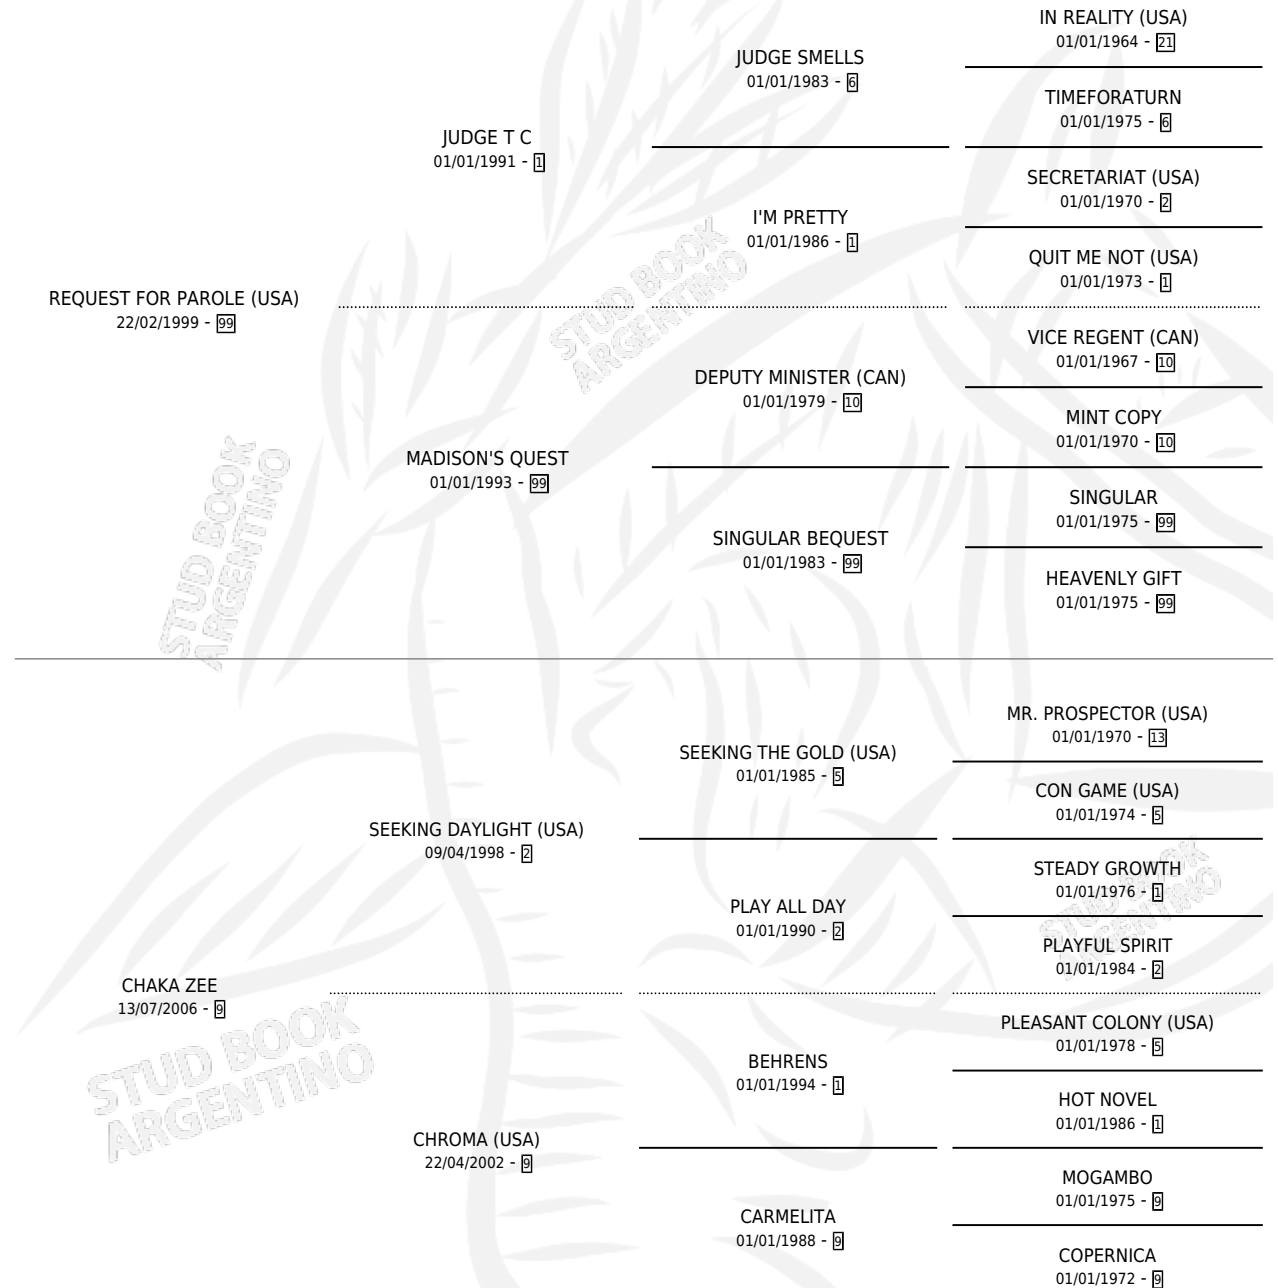 IN REALITY (USA)
01/01/1964 - 21
JUDGE SMELLS
01/01/1983 - 6
TIMEFORATURN
01/01/1975 - 6
JUDGE T C
01/01/1991 - 1
SECRETARIAT (USA)
01/01/1970 - 2
I'M PRETTY
01/01/1986 - 1
QUIT ME NOT (USA)
01/01/1973 - 1
REQUEST FOR PAROLE (USA)
22/02/1999 - 99
STUD BOOK
ARGENTINO
VICE REGENT (CAN)
01/01/1967 - 10
DEPUTY MINISTER (CAN)
01/01/1979 - 10
MINT COPY
01/01/1970 - 10
MADISON'S QUEST
01/01/1993 - 99
SINGULAR
01/01/1975 - 99
SINGULAR BEQUEST
01/01/1983 - 99
HEAVENLY GIFT
01/01/1975 - 99
STUD BOOK
ARGENTINO
MR. PROSPECTOR (USA)
01/01/1970 - 13
SEEKING THE GOLD (USA)
01/01/1985 - 5
CON GAME (USA)
01/01/1974 - 5
SEEKING DAYLIGHT (USA)
09/04/1998 - 2
STEADY GROWTH
01/01/1976 - 1
PLAY ALL DAY
01/01/1990 - 2
STUD BOOK
ARGENTINO
PLAYFUL SPIRIT
01/01/1984 - 2
CHAKA ZEE
13/07/2006 - 9
PLEASANT COLONY (USA)
01/01/1978 - 5
STUD BOOK
ARGENTINO
BEHRENS
01/01/1994 - 1
HOT NOVEL
01/01/1986 - 1
CHROMA (USA)
22/04/2002 - 9
MOGAMBO
01/01/1975 - 9
CARMELITA
01/01/1988 - 9
COPERNICA
01/01/1972 - 9